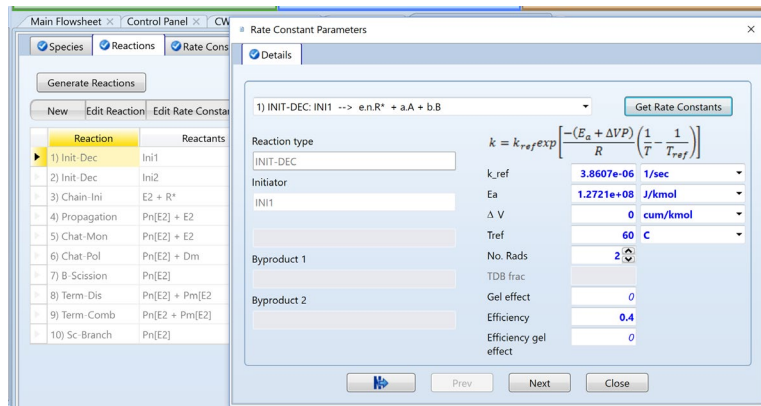 Main Flowsheet × Control Panel × CW
Species Reactions Rate Cons
Generate Reactions
New Edit Reaction Edit Rate Constar
Reaction Reactants
1) Init-Dec Ini1
2) Init-Dec Ini2
3) Chain-Ini E2 + R*
4) Propagation Pn[E2] + E2
5) Chat-Mon Pn[E2] + E2
6) Chat-Pol Pn[E2] + Dm
7) B-Scission Pn[E2]
8) Term-Dis Pn[E2] + Pm[E2
9) Term-Comb Pn[E2 + Pm[E2]
10) Sc-Branch Pn[E2]
Rate Constant Parameters ×
Details
1) INIT-DEC: INI1 --> e.n.R* + a.A + b.B
Get Rate Constants
Reaction type
INIT-DEC
Initiator
INI1
Byproduct 1
Byproduct 2
k = k_ref exp[−(E_a + ΔVP)/R (1/T − 1/T_ref)]
k_ref 3.8607e-06 1/sec
Ea 1.2721e+08 J/kmol
Δ V 0 cum/kmol
Tref 60 C
No. Rads 2
TDB frac
Gel effect 0
Efficiency 0.4
Efficiency gel
effect 0
N Prev Next Close